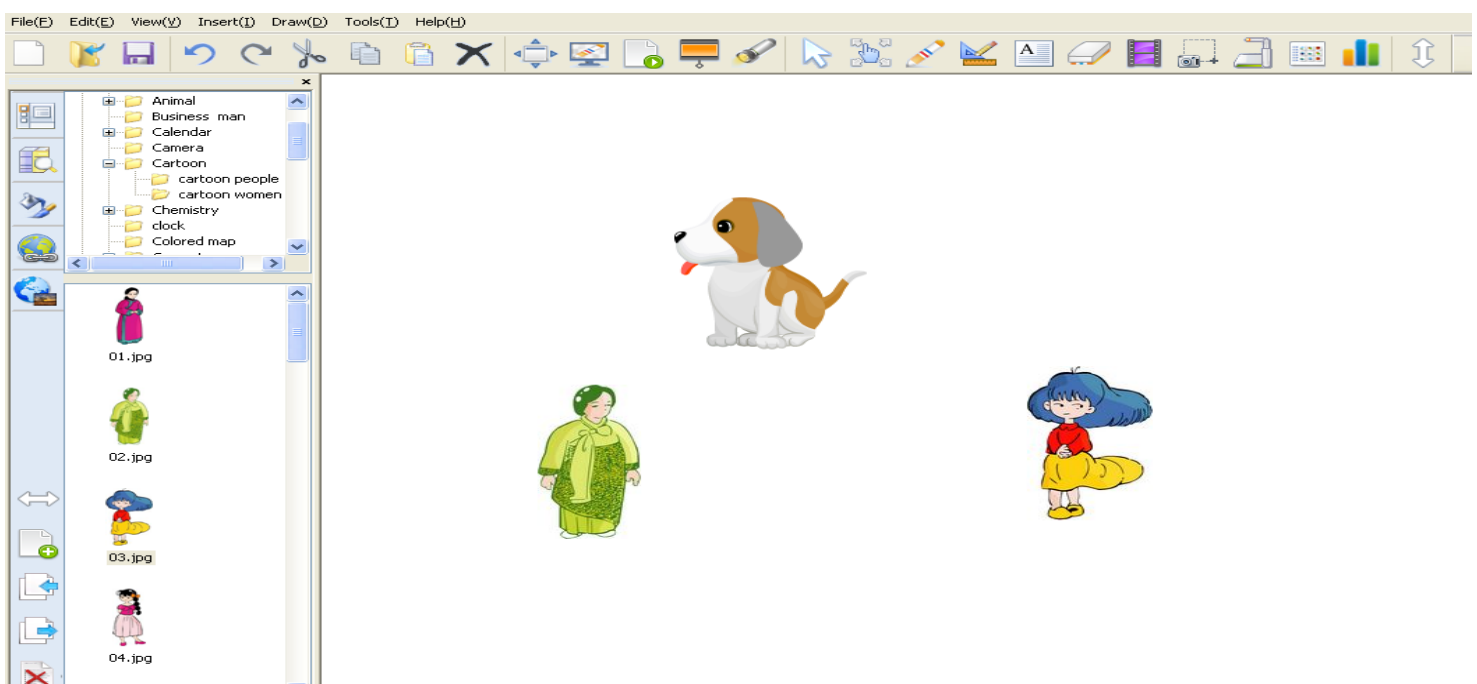 File(F) Edit(E) View(V) Insert(I) Draw(D) Tools(T) Help(H)
A
Animal
Business man
Calendar
Camera
Cartoon
cartoon people
cartoon women
Chemistry
clock
Colored map
01.jpg
02.jpg
03.jpg
04.jpg